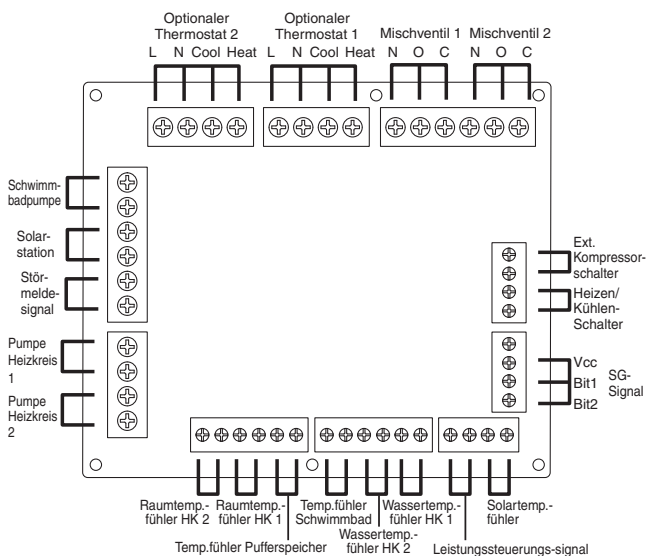 Optionaler
Thermostat 2
L N Cool Heat
Optionaler
Thermostat 1
L N Cool Heat
Mischventil 1
N O C
Mischventil 2
N O C
Schwimm-
badpumpe
Solar-
station
Stör-
melde-
signal
Pumpe
Heizkreis
1
Pumpe
Heizkreis
2
Ext.
Kompressor-
schalter
Heizen/
Kühlen-
Schalter
Vcc
Bit1
Bit2
SG-
Signal
Raumtemp.-
fühler HK 2
Raumtemp.-
fühler HK 1
Temp.fühler Pufferspeicher
Temp.fühler
Schwimmbad
Wassertemp.-
fühler HK 2
Wassertemp.-
fühler HK 1
Leistungssteuerungs-signal
Solartemp.-
fühler